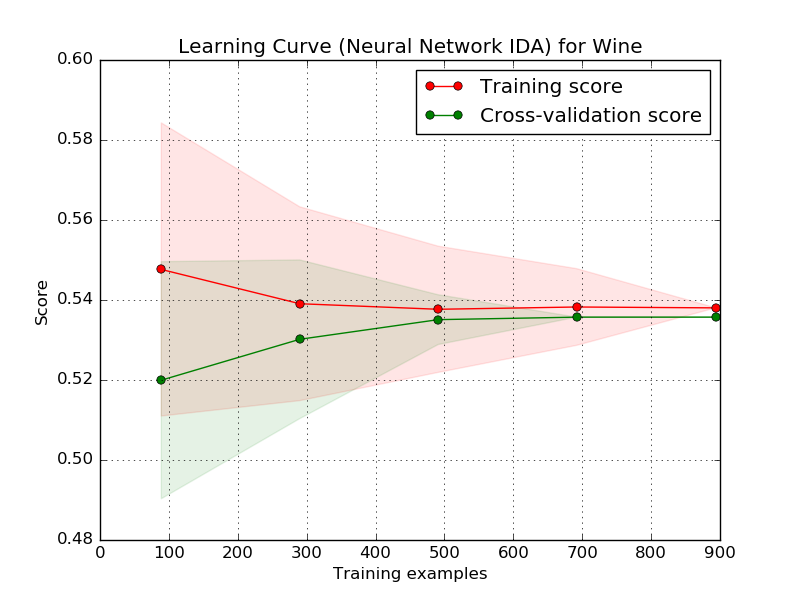 Learning Curve (Neural Network IDA) for Wine
0.60
0.58
0.56
0.54
0.52
0.50
0.48
Score
Training score
Cross-validation score
0 100 200 300 400 500 600 700 800 900
Training examples